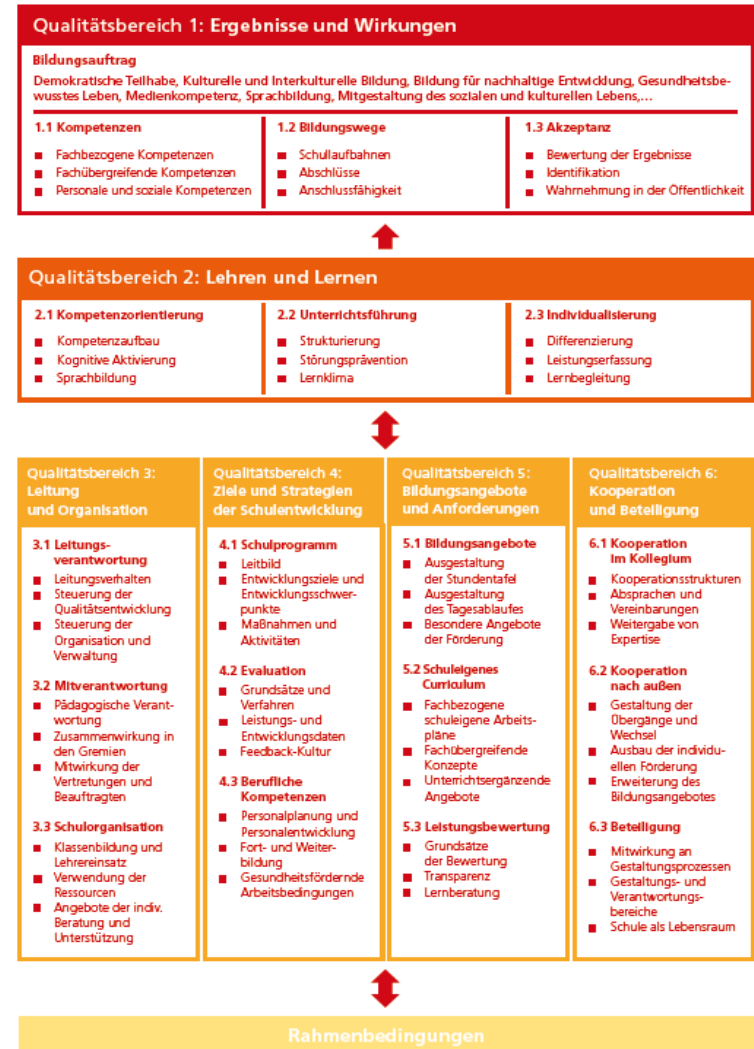 Qualitätsbereich 1: Ergebnisse und Wirkungen
Bildungsauftrag
Demokratische Teilhabe, Kulturelle und Interkulturelle Bildung, Bildung für nachhaltige Entwicklung, Gesundheitsbe-
wusstes Leben, Medienkompetenz, Sprachbildung, Mitgestaltung des sozialen und kulturellen Lebens,...
1.1 Kompetenzen
Fachbezogene Kompetenzen
Fachübergreifende Kompetenzen
Personale und soziale Kompetenzen
1.2 Bildungswege
Schullaufbahnen
Abschlüsse
Anschlussfähigkeit
1.3 Akzeptanz
Bewertung der Ergebnisse
Identifikation
Wahrnehmung in der Öffentlichkeit
Qualitätsbereich 2: Lehren und Lernen
2.1 Kompetenzorientierung
Kompetenzaufbau
Kognitive Aktivierung
Sprachbildung
2.2 Unterrichtsführung
Strukturierung
Störungsprävention
Lernklima
2.3 Individualisierung
Differenzierung
Leistungserfassung
Lernbegleitung
Qualitätsbereich 3:
Leitung
und Organisation
3.1 Leitungs-
verantwortung
Leitungsverhalten
Steuerung der
Qualitätsentwicklung
Steuerung der
Organisation und
Verwaltung
3.2 Mitverantwortung
Pädagogische Verant-
wortung
Zusammenwirkung in
den Gremien
Mitwirkung der
Vertretungen und
Beauftragten
3.3 Schulorganisation
Klassenbildung und
Lehrereinsatz
Verwendung der
Ressourcen
Angebote der indiv.
Beratung und
Unterstützung
Qualitätsbereich 4:
Ziele und Strategien
der Schulentwicklung
4.1 Schulprogramm
Leitbild
Entwicklungsziele und
Entwicklungsschwer-
punkte
Maßnahmen und
Aktivitäten
4.2 Evaluation
Grundsätze und
Verfahren
Leistungs- und
Entwicklungsdaten
Feedback-Kultur
4.3 Berufliche
Kompetenzen
Personalplanung und
Personalentwicklung
Fort- und Weiter-
bildung
Gesundheitsfördernde
Arbeitsbedingungen
Qualitätsbereich 5:
Bildungsangebote
und Anforderungen
5.1 Bildungsangebote
Ausgestaltung
der Stundentafel
Ausgestaltung
des Tagesablaufes
Besondere Angebote
der Förderung
5.2 Schuleigenes
Curriculum
Fachbezogene
schuleigene Arbeits-
pläne
Fachübergreifende
Konzepte
Unterrichtsergänzende
Angebote
5.3 Leistungsbewertung
Grundsätze
der Bewertung
Transparenz
Lernberatung
Qualitätsbereich 6:
Kooperation
und Beteiligung
6.1 Kooperation
im Kollegium
Kooperationsstrukturen
Absprachen und
Vereinbarungen
Weitergabe von
Expertise
6.2 Kooperation
nach außen
Gestaltung der
Übergänge und
Wechsel
Ausbau der individu-
ellen Förderung
Erweiterung des
Bildungsangebotes
6.3 Beteiligung
Mitwirkung an
Gestaltungsprozessen
Gestaltungs- und
Verantwortungs-
bereiche
Schule als Lebensraum
Rahmenbedingungen